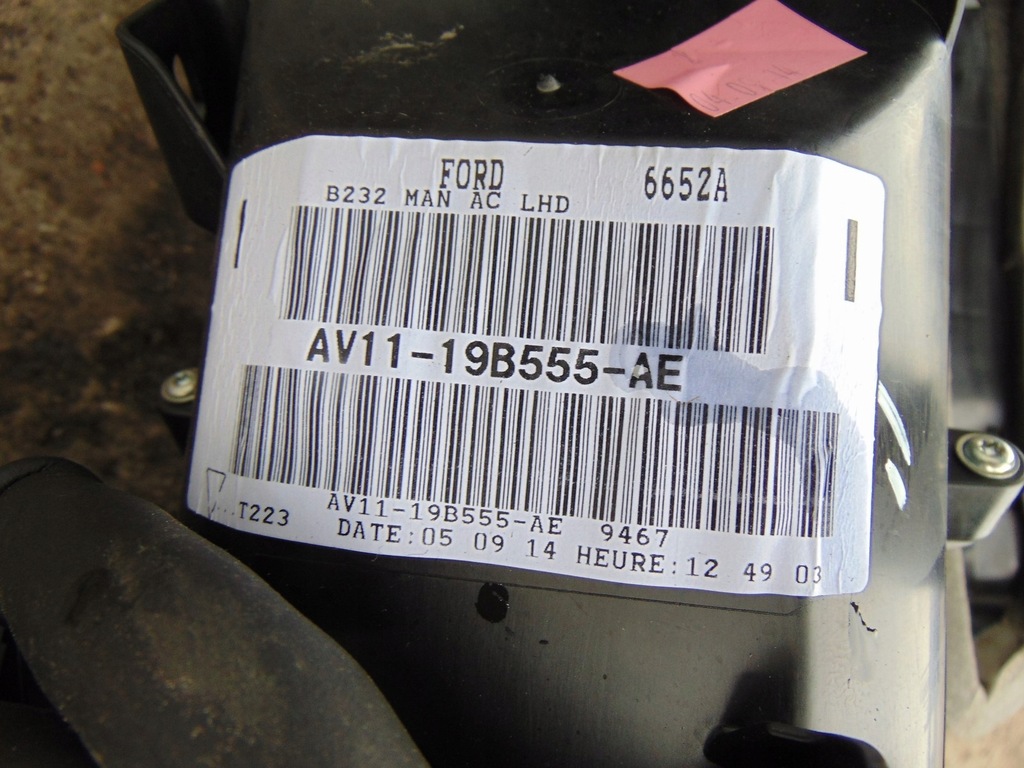 FORD 6652A
B232 MAN AC LHD
AV11-19B555-AE
T223 AV11-19B555-AE 9467
DATE:05 09 14 HEURE:12 49 03